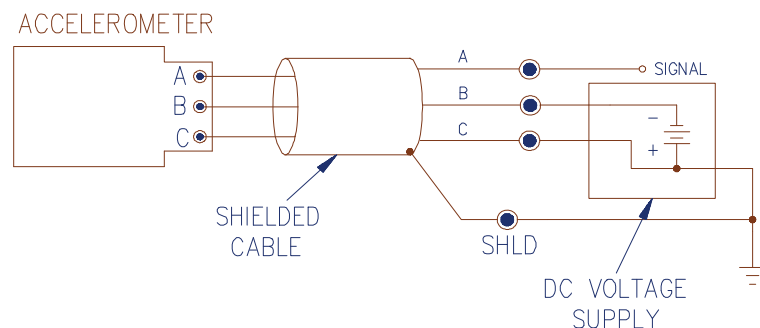 ACCELEROMETER
A
B
C
A
B
C
SIGNAL
-
+
SHIELDED
CABLE
SHLD
DC VOLTAGE
SUPPLY